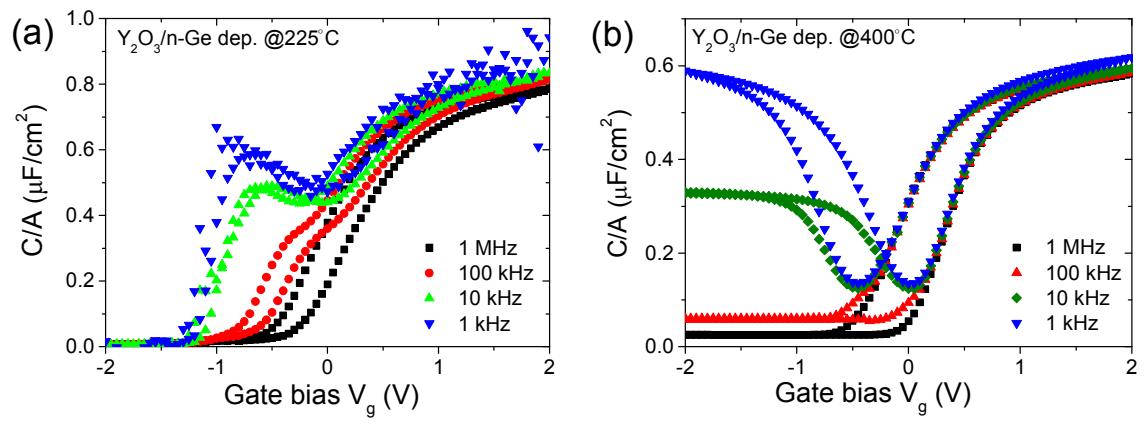 (a)
Y₂O₃/n-Ge dep. @225°C
C/A (μF/cm²)
1.0
0.8
0.6
0.4
0.2
0.0
1 MHz
100 kHz
10 kHz
1 kHz
-2 -1 0 1 2
Gate bias V_g (V)
(b)
Y₂O₃/n-Ge dep. @400°C
C/A (μF/cm²)
0.6
0.4
0.2
0.0
1 MHz
100 kHz
10 kHz
1 kHz
-2 -1 0 1 2
Gate bias V_g (V)